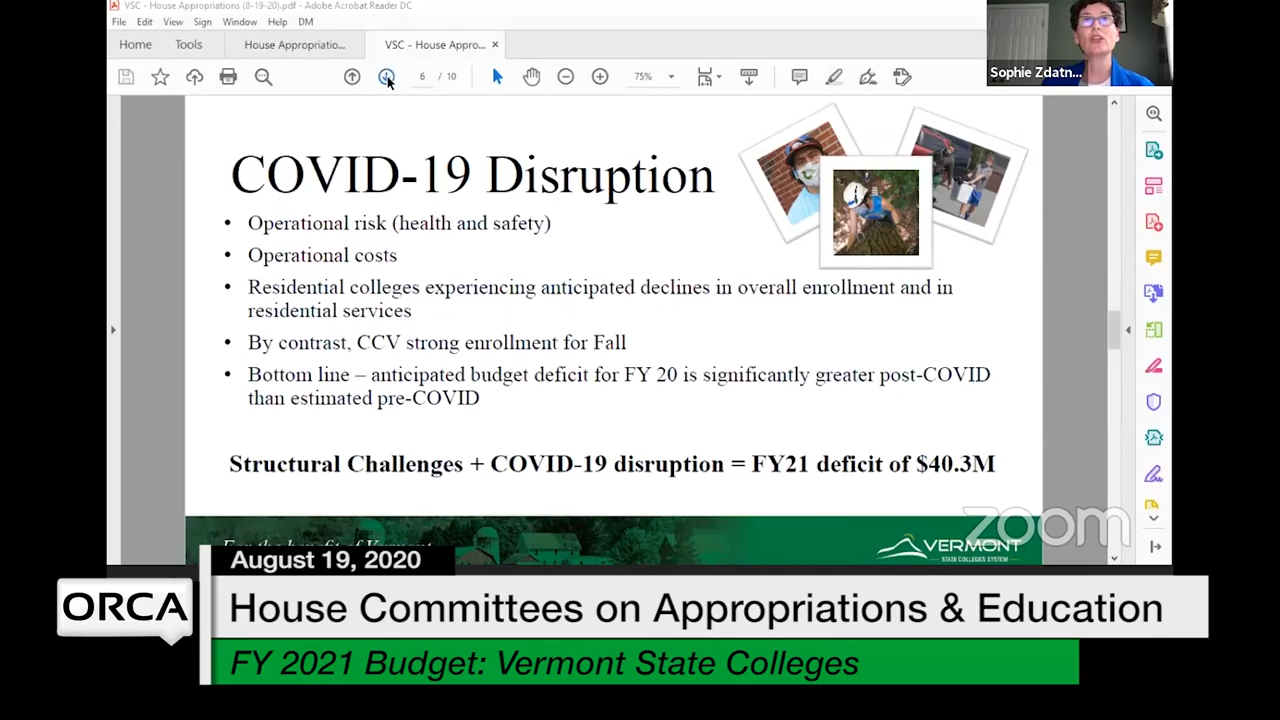 VSC - House Appropriations (8-19-20).pdf - Adobe Acrobat Reader DC
File Edit View Sign Window Help DM
Home Tools House Appropriatio... VSC - House Appro... ×
6 / 10 75%
Sophie Zdatn...
COVID-19 Disruption
• Operational risk (health and safety)
• Operational costs
• Residential colleges experiencing anticipated declines in overall enrollment and in
residential services
• By contrast, CCV strong enrollment for Fall
• Bottom line – anticipated budget deficit for FY 20 is significantly greater post-COVID
than estimated pre-COVID
Structural Challenges + COVID-19 disruption = FY21 deficit of $40.3M
For the benefit of Vermont
VERMONT
STATE COLLEGES SYSTEM
zoom
August 19, 2020
ORCA
House Committees on Appropriations & Education
FY 2021 Budget: Vermont State Colleges